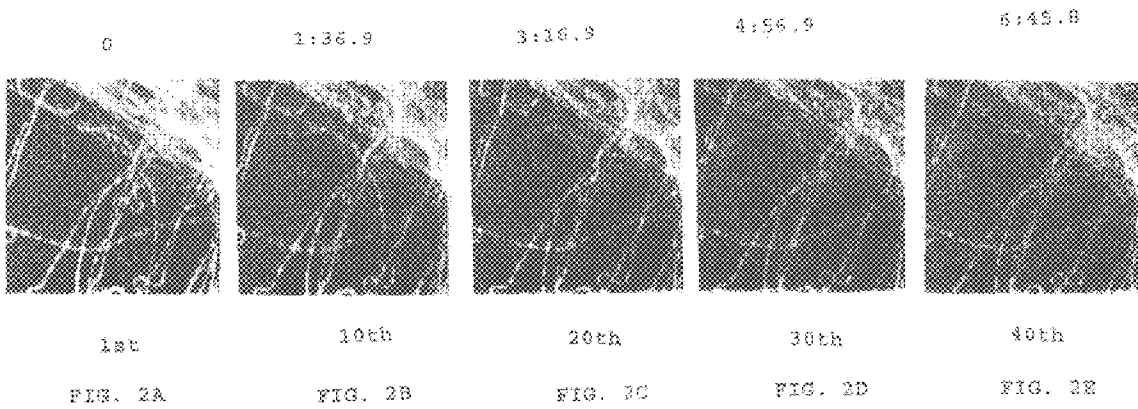 0 1:36.9 3:16.9 4:56.9 6:45.8
1st 10th 20th 30th 40th
FIG. 2A FIG. 2B FIG. 2C FIG. 2D FIG. 2E